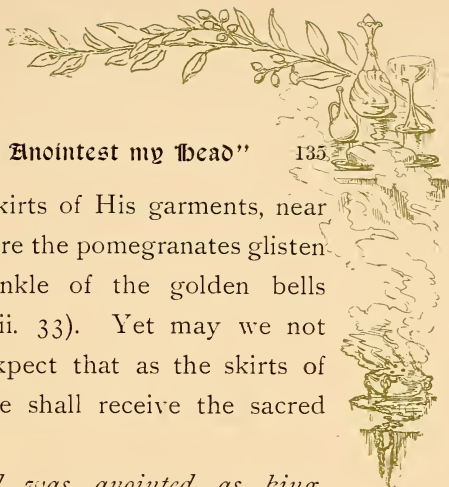 Anointest my Head" 135
kirts of His garments, near
re the pomegranates glisten
nkle of the golden bells
ii. 33). Yet may we not
xpect that as the skirts of
e shall receive the sacred
was anointed as king